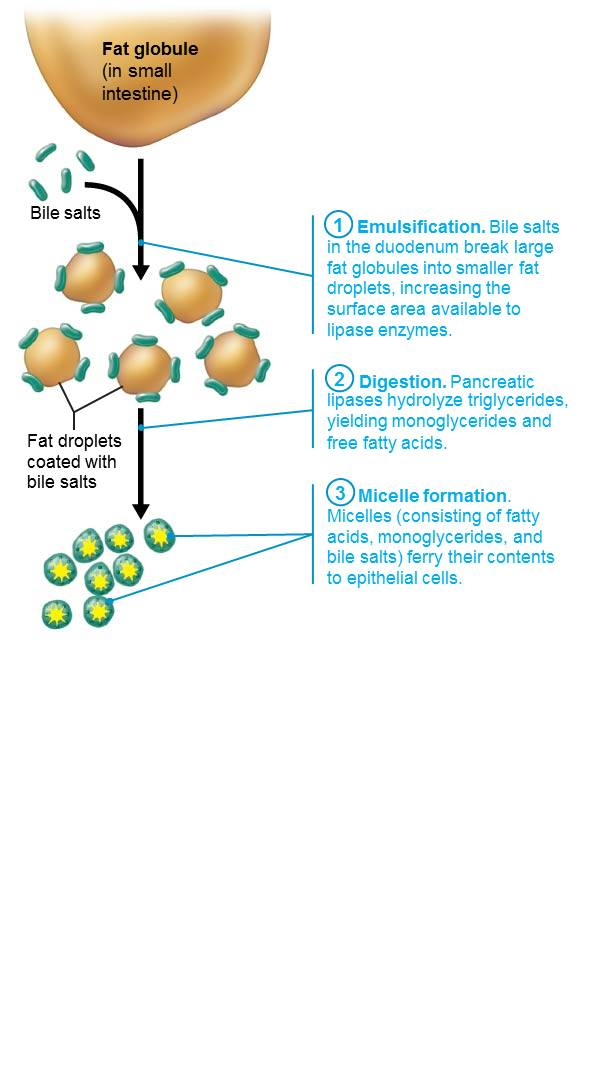 Fat globule
(in small
intestine)
Bile salts
1 Emulsification. Bile salts
in the duodenum break large
fat globules into smaller fat
droplets, increasing the
surface area available to
lipase enzymes.
2 Digestion. Pancreatic
lipases hydrolyze triglycerides,
yielding monoglycerides and
free fatty acids.
Fat droplets
coated with
bile salts
3 Micelle formation.
Micelles (consisting of fatty
acids, monoglycerides, and
bile salts) ferry their contents
to epithelial cells.